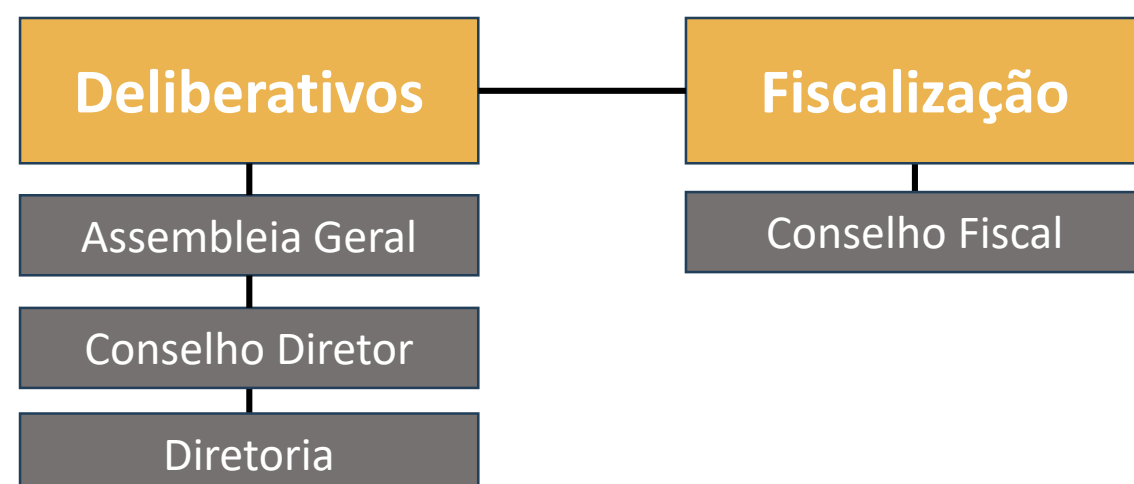 Deliberativos
Fiscalização
Assembleia Geral
Conselho Fiscal
Conselho Diretor
Diretoria